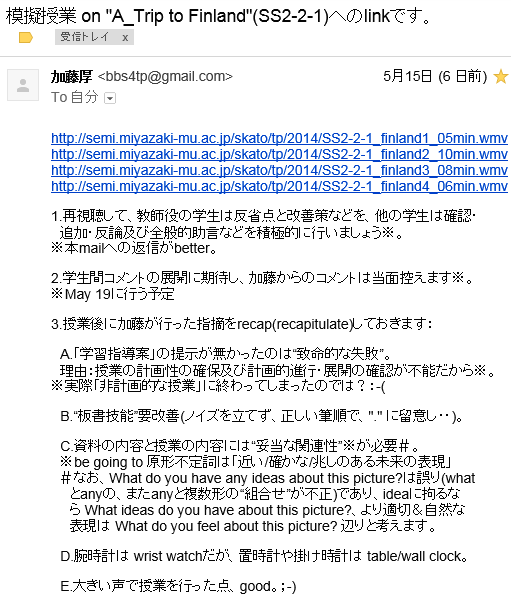 模擬授業 on "A_Trip to Finland"(SS2-2-1)へのlinkです。
受信トレイ x
加藤厚 <bbs4tp@gmail.com> 5月15日 (6 日前)
To 自分
http://semi.miyazaki-mu.ac.jp/skato/tp/2014/SS2-2-1_finland1_05min.wmv
http://semi.miyazaki-mu.ac.jp/skato/tp/2014/SS2-2-1_finland2_10min.wmv
http://semi.miyazaki-mu.ac.jp/skato/tp/2014/SS2-2-1_finland3_08min.wmv
http://semi.miyazaki-mu.ac.jp/skato/tp/2014/SS2-2-1_finland4_06min.wmv
1.再視聴して、教師役の学生は反省点と改善策などを、他の学生は確認・
追加・反論及び全般的助言などを積極的に行いましょう※。
※本mailへの返信がbetter。
2.学生間コメントの展開に期待し、加藤からのコメントは当面控えます※。
※May 19に行う予定
3.授業後に加藤が行った指摘をrecap(recapitulate)しておきます：
A.「学習指導案」の提示が無かったのは“致命的な失敗”。
理由：授業の計画性の確保及び計画的進行・展開の確認が不能だから※。
※実際「非計画的な授業」に終わってしまったのでは？：-(
B.“板書技能”要改善(ノイズを立てず、正しい筆順で、"." に留意し‥)。
C.資料の内容と授業の内容には“妥当な関連性”※が必要＃。
※be going to 原形不定詞は「近い/確かな/兆しのある未来の表現」
＃なお、What do you have any ideas about this picture?は誤り(what
とanyの、またanyと複数形の“組合せ”が不正)であり、ideaに拘るな
ら What ideas do you have about this picture?、より適切＆自然な
表現は What do you feel about this picture? 辺りと考えます。
D.腕時計は wrist watchだが、置時計や掛け時計は table/wall clock。
E.大きい声で授業を行った点、good。；-)